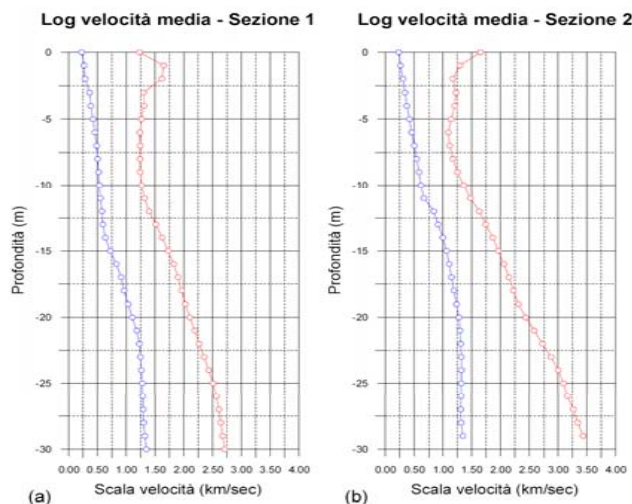 Log velocità media - Sezione 1
Log velocità media - Sezione 2
0
-5
-10
-15
-20
-25
-30
Profondità (m)
0.00 0.50 1.00 1.50 2.00 2.50 3.00 3.50 4.00
Scala velocità (km/sec)
(a)
0
-5
-10
-15
-20
-25
-30
Profondità (m)
0.00 0.50 1.00 1.50 2.00 2.50 3.00 3.50 4.00
Scala velocità (km/sec)
(b)